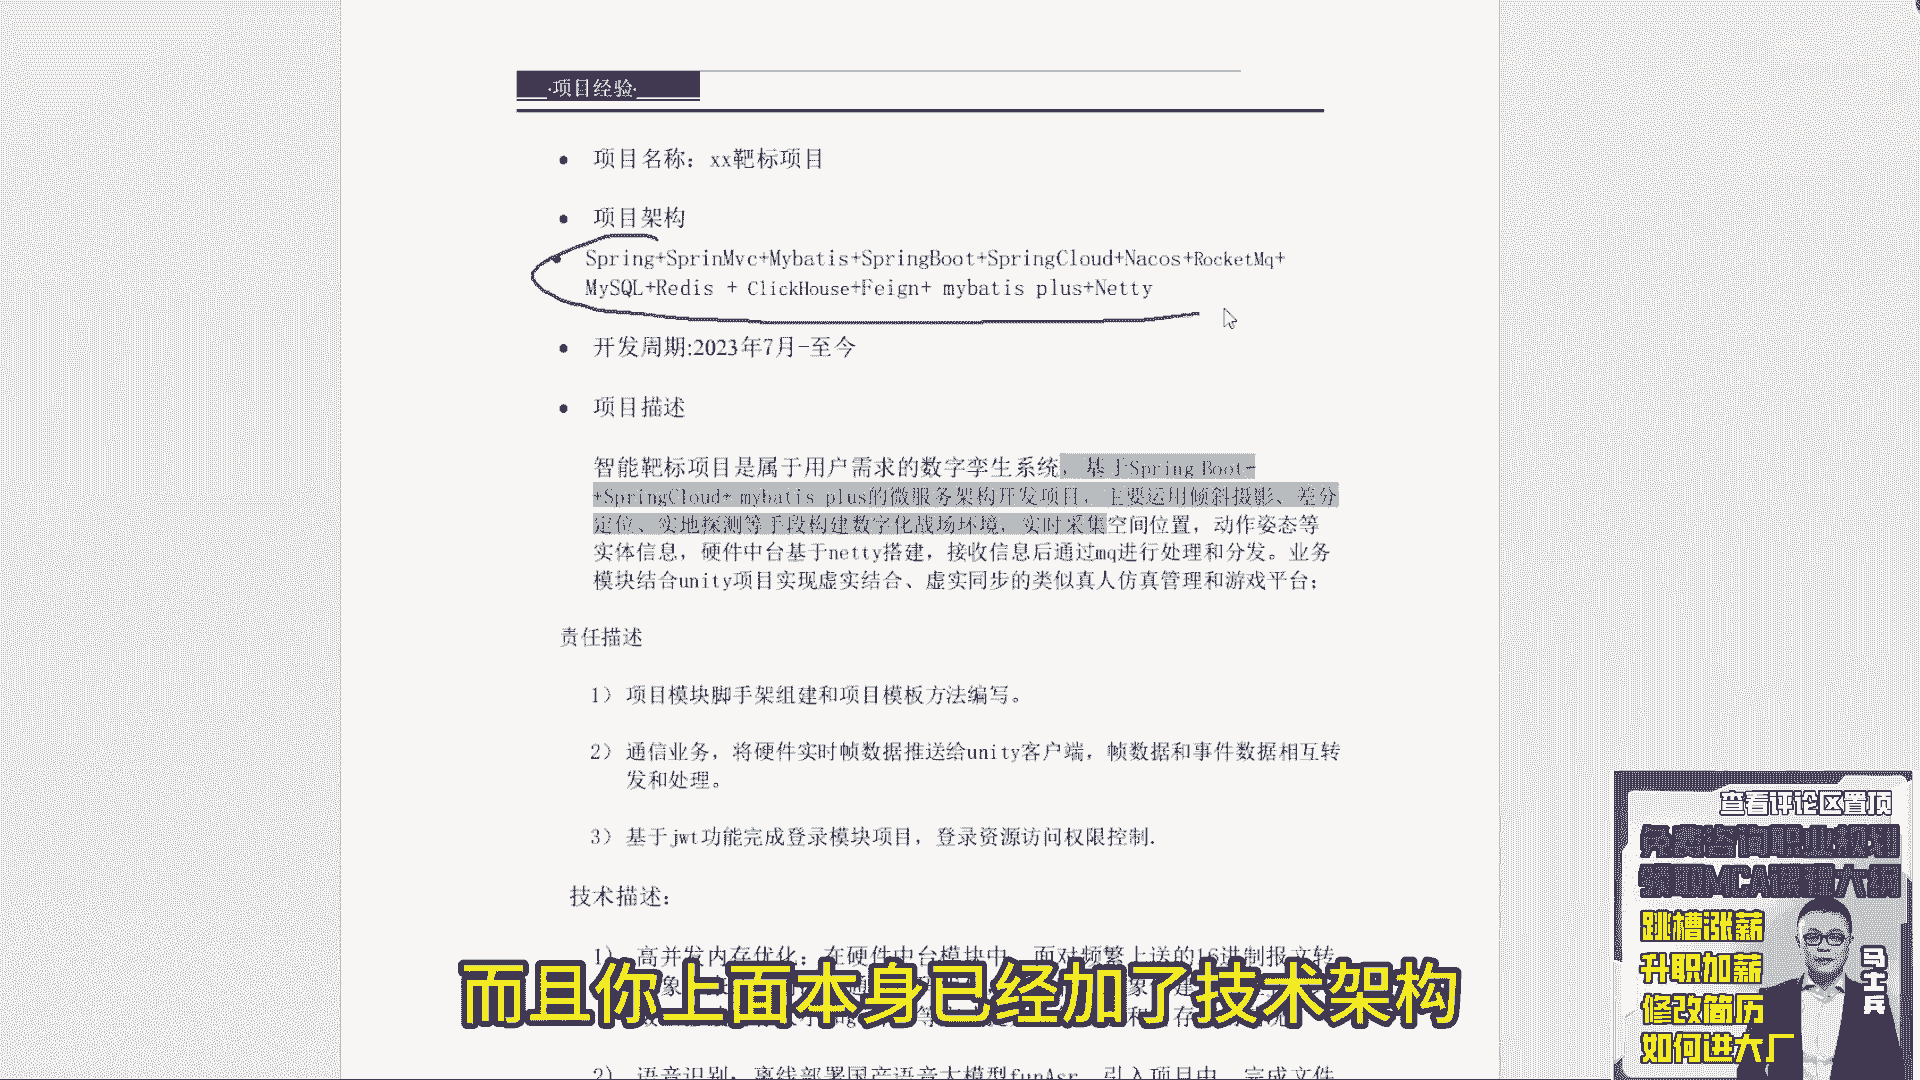 ·项目经验·
● 项目名称：xx靶标项目
● 项目架构
● Spring+SprinMvc+Mybatis+SpringBoot+SpringCloud+Nacos+RocketMq+
MySQL+Redis + ClickHouse+Feign+ mybatis plus+Netty
● 开发周期:2023年7月-至今
● 项目描述
智能靶标项目是属于用户需求的数字孪生系统，基于Spring Boot+
+SpringCloud+ mybatis plus的微服务架构开发项目，主要运用倾斜摄影、差分
定位、实地探测等手段构建数字化战场环境，实时采集空间位置，动作姿态等
实体信息，硬件中台基于netty搭建，接收信息后通过mq进行处理和分发。业务
模块结合unity项目实现虚实结合、虚实同步的类似真人仿真管理和游戏平台；
责任描述
1） 项目模块脚手架组建和项目模板方法编写。
2） 通信业务，将硬件实时帧数据推送给unity客户端，帧数据和事件数据相互转
发和处理。
3） 基于jwt功能完成登录模块项目，登录资源访问权限控制.
技术描述：
1） 高并发内存优化：在硬件中台模块中，面对频繁上送的16进制报文转
而且你上面本身已经加了技术架构
2） 语音识别：离线部署国产语音大模型funAsr，引入项目中，完成文件
查看评论区置顶
免费咨询职业规划
领取MCA课程大纲
跳槽涨薪
升职加薪
修改简历
如何进大厂
马士兵